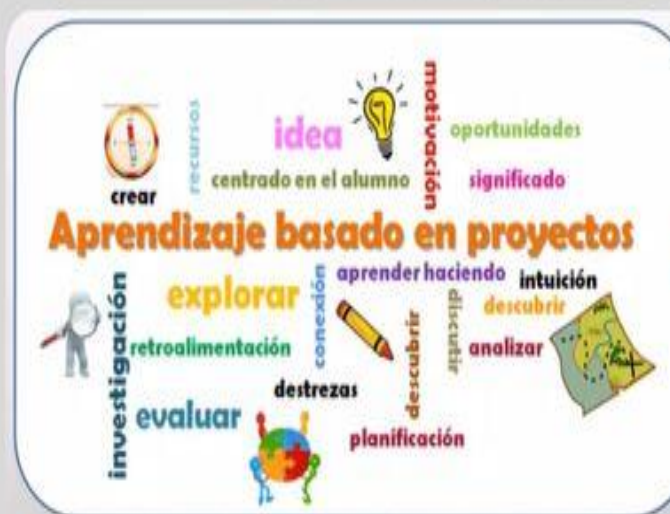 recursos
idea
motivación
oportunidades
crear
centrado en el alumno
significado
Aprendizaje basado en proyectos
investigación
explorar
conexión
aprender haciendo
intuición
descubrir
discutir
descubrir
retroalimentación
analizar
destrezas
evaluar
planificación